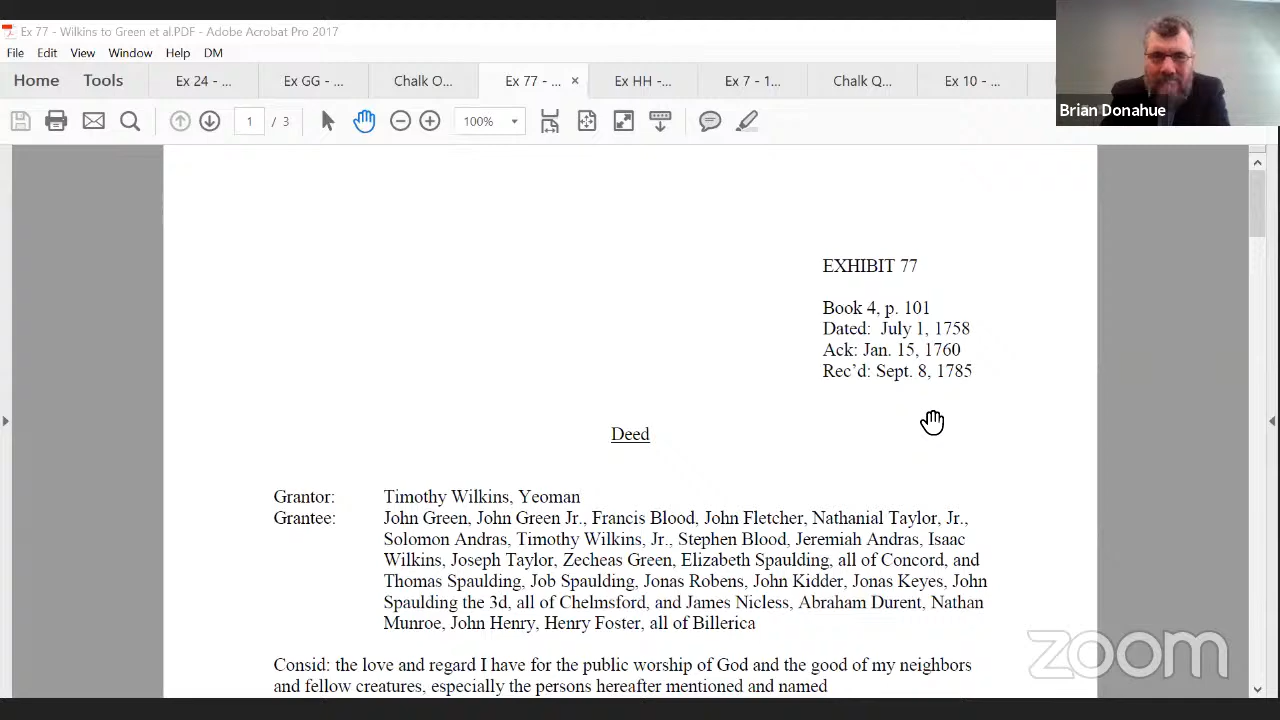 Ex 77 - Wilkins to Green et al.PDF - Adobe Acrobat Pro 2017
File Edit View Window Help DM
Home Tools Ex 24 - ... Ex GG - ... Chalk O... Ex 77 - ... × Ex HH -... Ex 7 - 1... Chalk Q... Ex 10 - ...
1 / 3 100%
Brian Donahue
EXHIBIT 77
Book 4, p. 101
Dated: July 1, 1758
Ack: Jan. 15, 1760
Rec'd: Sept. 8, 1785
Deed
Grantor: Timothy Wilkins, Yeoman
Grantee: John Green, John Green Jr., Francis Blood, John Fletcher, Nathanial Taylor, Jr.,
Solomon Andras, Timothy Wilkins, Jr., Stephen Blood, Jeremiah Andras, Isaac
Wilkins, Joseph Taylor, Zecheas Green, Elizabeth Spaulding, all of Concord, and
Thomas Spaulding, Job Spaulding, Jonas Robens, John Kidder, Jonas Keyes, John
Spaulding the 3d, all of Chelmsford, and James Nicless, Abraham Durent, Nathan
Munroe, John Henry, Henry Foster, all of Billerica
Consid: the love and regard I have for the public worship of God and the good of my neighbors
and fellow creatures, especially the persons hereafter mentioned and named
zoom